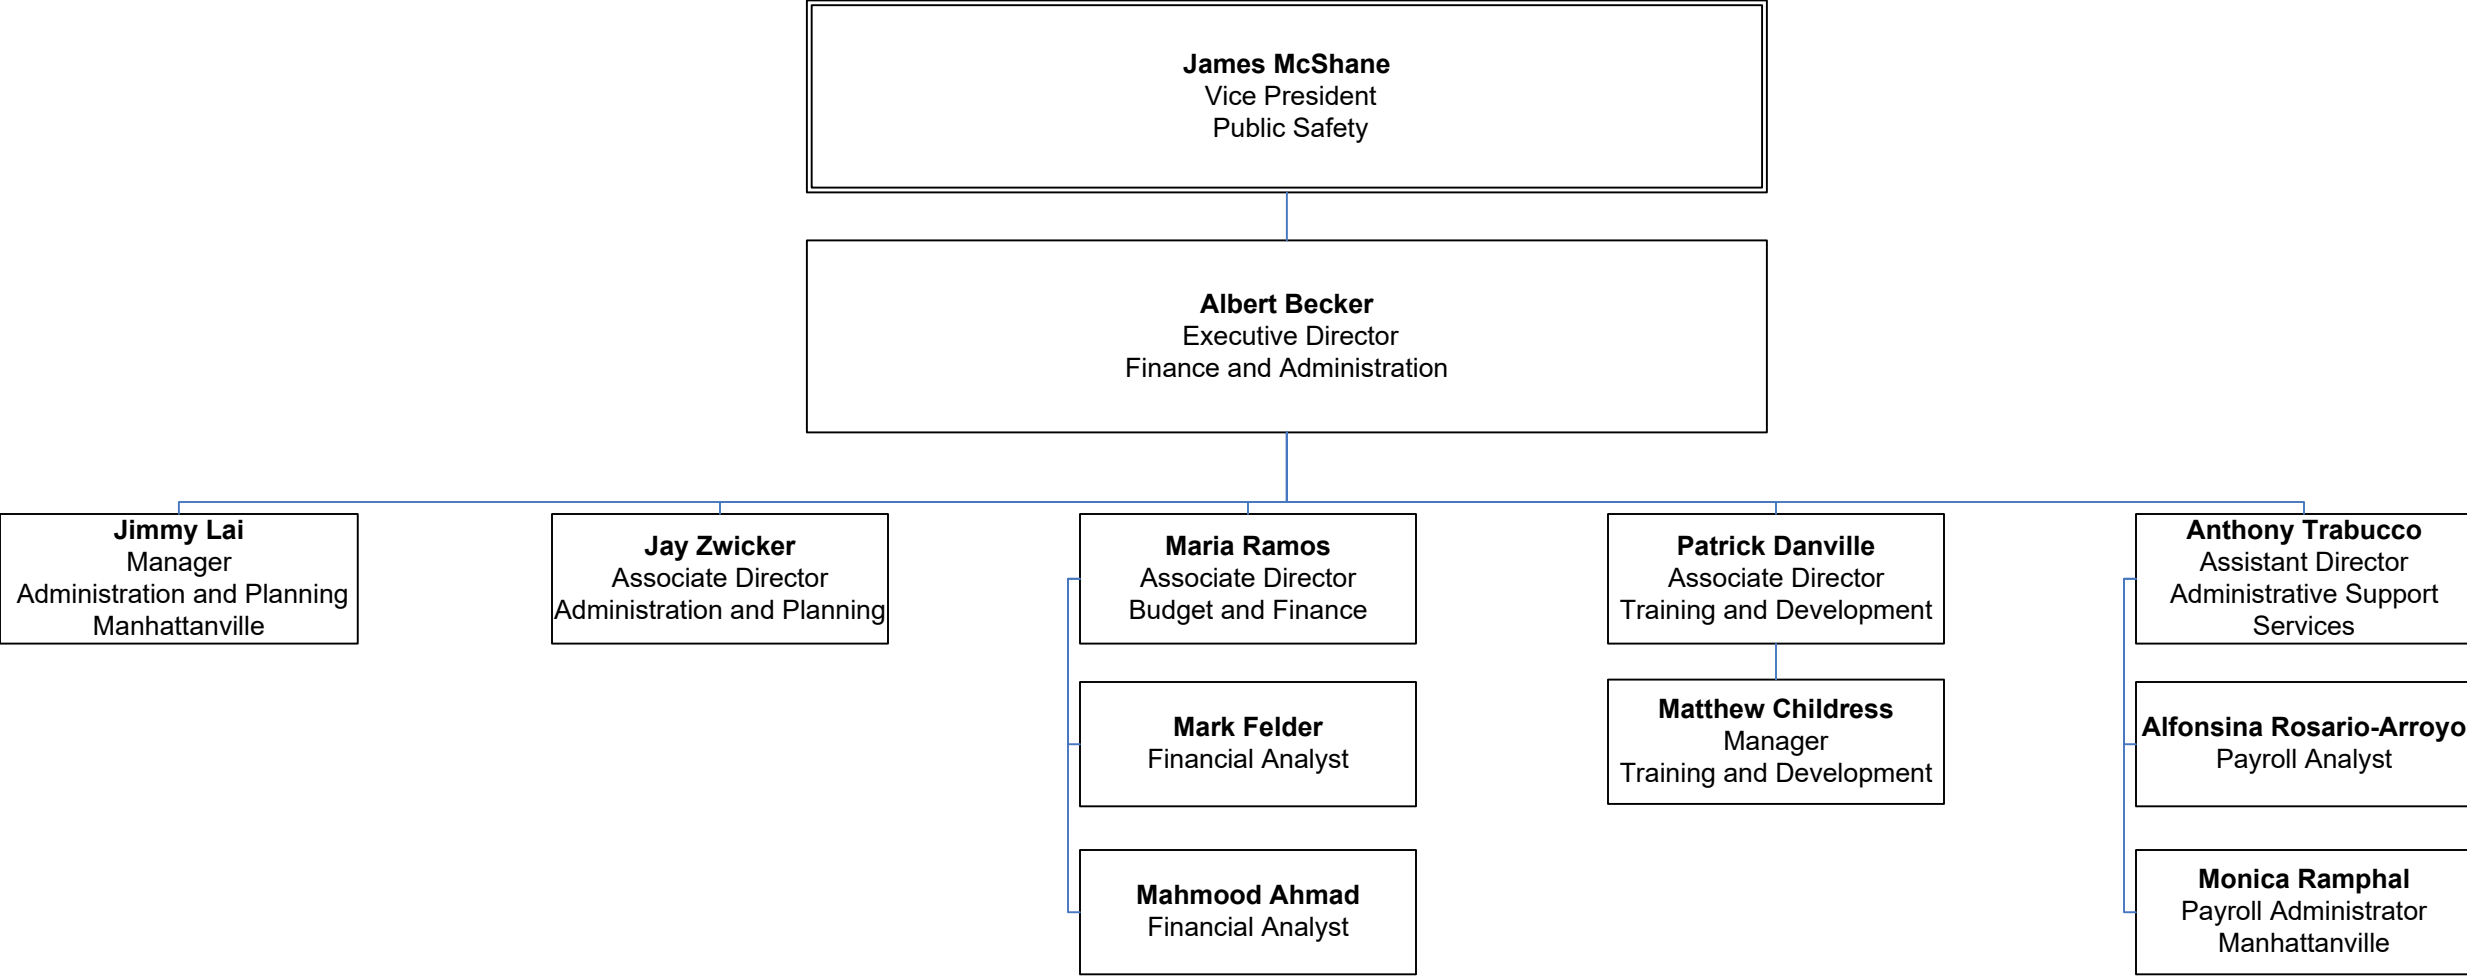 James McShane
Vice President
Public Safety
Albert Becker
Executive Director
Finance and Administration
Jimmy Lai
Manager
Administration and Planning
Manhattanville
Jay Zwicker
Associate Director
Administration and Planning
Maria Ramos
Associate Director
Budget and Finance
Patrick Danville
Associate Director
Training and Development
Anthony Trabucco
Assistant Director
Administrative Support
Services
Mark Felder
Financial Analyst
Matthew Childress
Manager
Training and Development
Alfonsina Rosario-Arroyo
Payroll Analyst
Mahmood Ahmad
Financial Analyst
Monica Ramphal
Payroll Administrator
Manhattanville